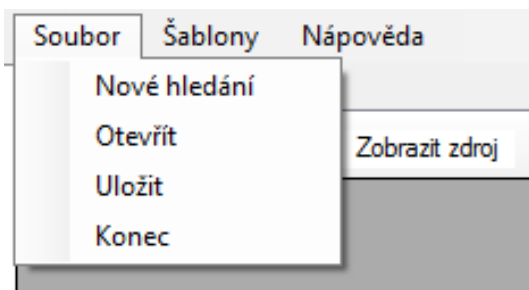 Soubor Šablony Nápověda
Nové hledání
Otevřít
Zobrazit zdroj
Uložit
Konec